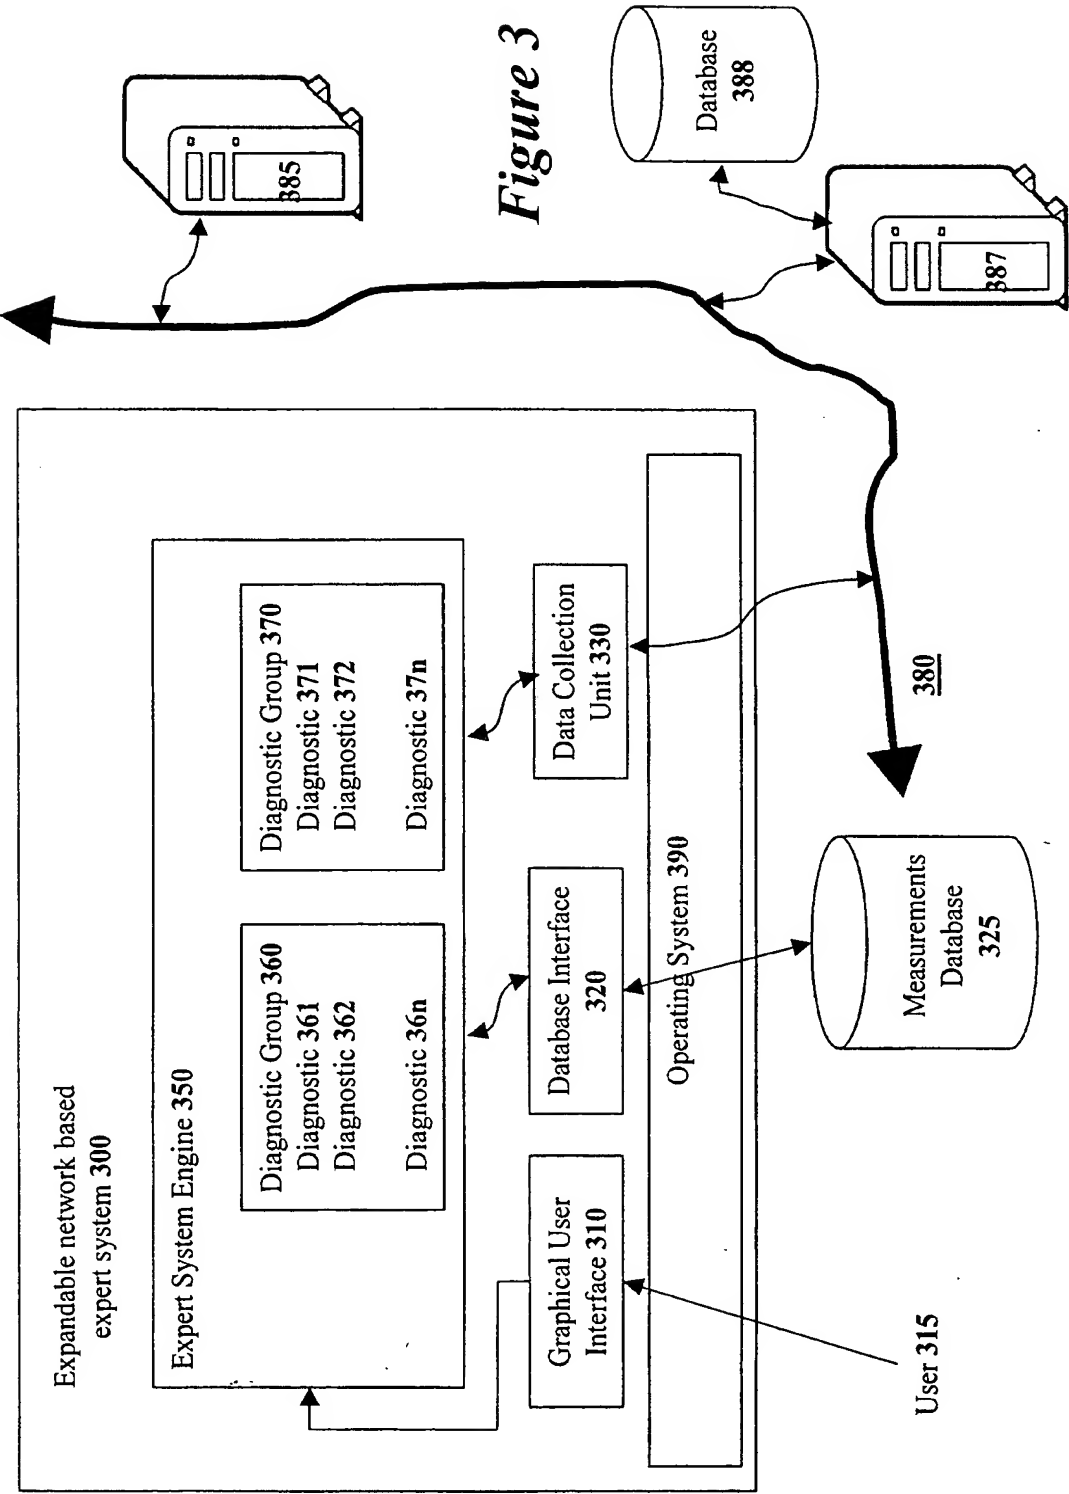 Expandable network based
expert system 300
Expert System Engine 350
Diagnostic Group 360
Diagnostic 361
Diagnostic 362
Diagnostic 36n
Diagnostic Group 370
Diagnostic 371
Diagnostic 372
Diagnostic 37n
Graphical User
Interface 310
Database Interface
320
Data Collection
Unit 330
Operating System 390
User 315
Measurements
Database
325
380
385
387
Database
388
Figure 3